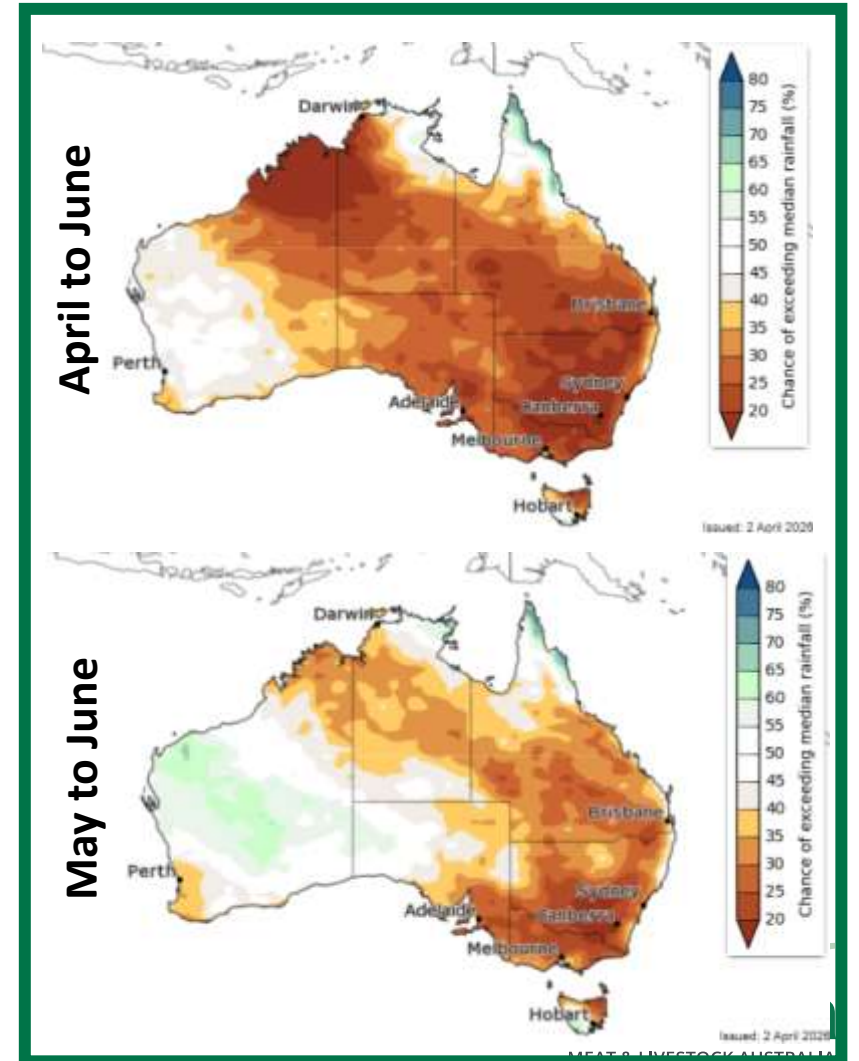 April to June
Darwin
Brisbane
Perth
Sydney
Adelaide
Canberra
Melbourne
Hobart
80
75
70
65
60
55
50
45
40
35
30
25
20
Chance of exceeding median rainfall (%)
Issued: 2 April 2026
May to June
Darwin
Brisbane
Perth
Sydney
Adelaide
Canberra
Melbourne
Hobart
80
75
70
65
60
55
50
45
40
35
30
25
20
Chance of exceeding median rainfall (%)
Issued: 2 April 2026
MEAT & LIVESTOCK AUSTRALIA